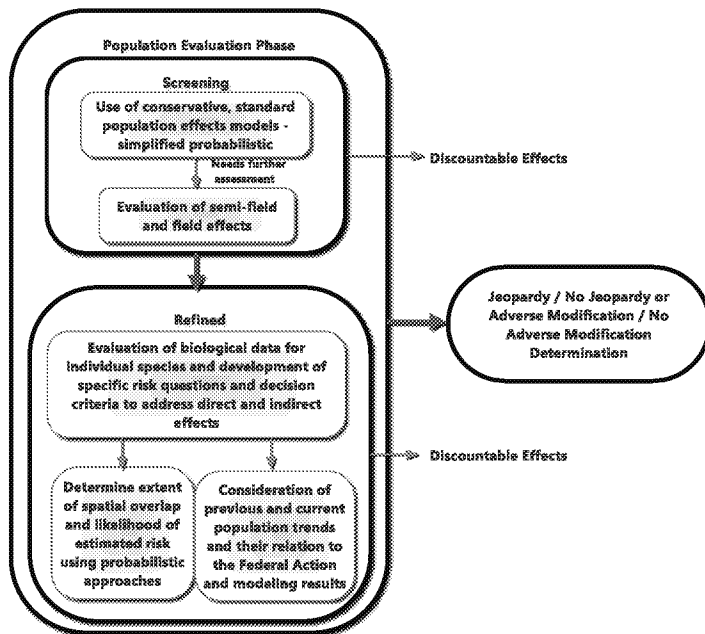 Population Evaluation Phase
Screening
Use of conservative, standard
population effects models -
simplified probabilistic
Needs further
assessment
Discountable Effects
Evaluation of semi-field
and field effects
Jeopardy / No Jeopardy or
Adverse Modification / No
Adverse Modification
Determination
Refined
Evaluation of biological data for
individual species and development of
specific risk questions and decision
criteria to address direct and indirect
effects
Discountable Effects
Determine extent
of spatial overlap
and likelihood of
estimated risk
using probabilistic
approaches
Consideration of
previous and current
population trends
and their relation to
the Federal Action
and modeling results